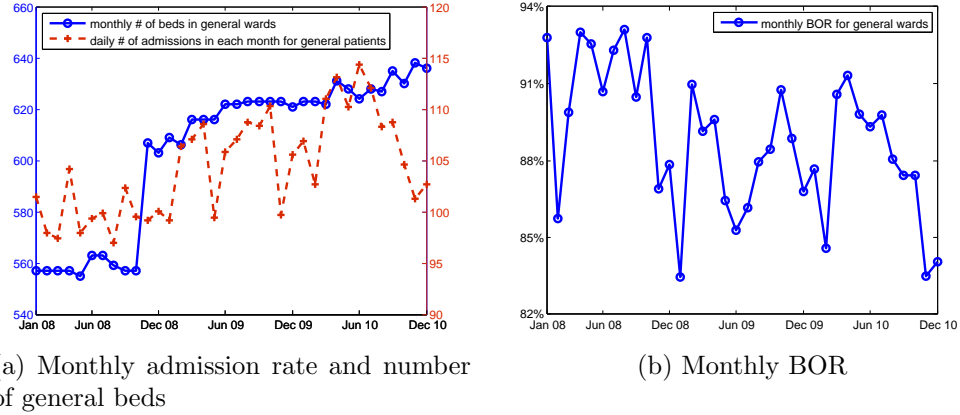 660
640
620
600
580
560
540
120
115
110
105
100
95
90
monthly # of beds in general wards
daily # of admissions in each month for general patients
Jan 08 Jun 08 Dec 08 Jun 09 Dec 09 Jun 10 Dec 10
94%
91%
88%
85%
82%
monthly BOR for general wards
Jan 08 Jun 08 Dec 08 Jun 09 Dec 09 Jun 10 Dec 10
a) Monthly admission rate and number
of general beds
(b) Monthly BOR